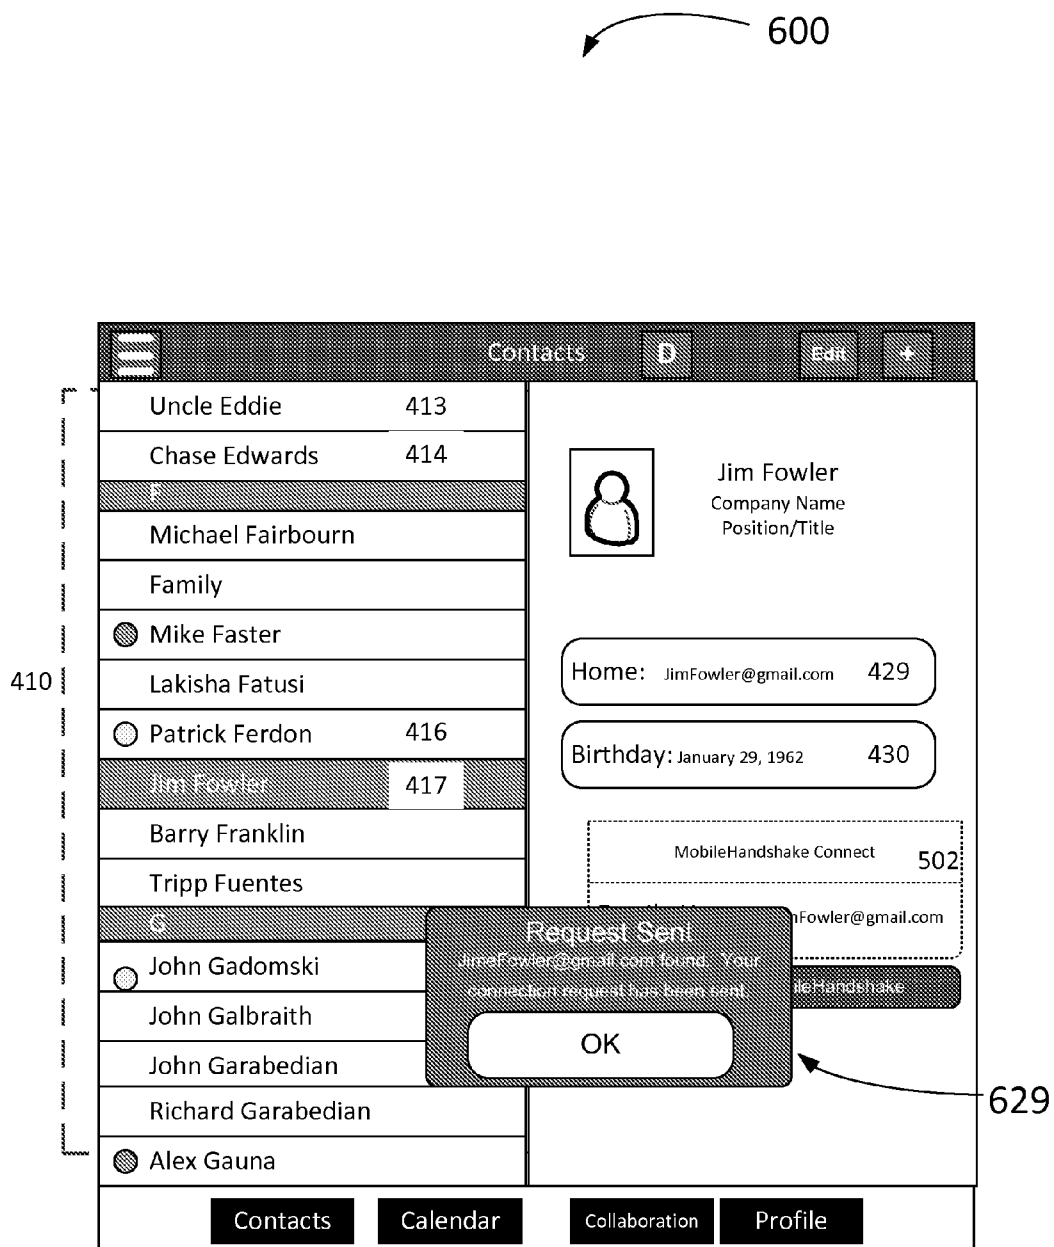 600
Contacts D Edit +
Uncle Eddie 413
Chase Edwards 414
F
Michael Fairbourn
Family
Mike Faster
Lakisha Fatusi
Patrick Ferdon 416
Jim Fowler 417
Barry Franklin
Tripp Fuentes
G
John Gadomski
John Galbraith
John Garabedian
Richard Garabedian
Alex Gauna
410
Jim Fowler
Company Name
Position/Title
Home: JimFowler@gmail.com 429
Birthday: January 29, 1962 430
MobileHandshake Connect 502
mFowler@gmail.com
ileHandshake
Request Sent
JimeFowler@gmail.com found. Your
connection request has been sent.
OK
629
Contacts Calendar Collaboration Profile